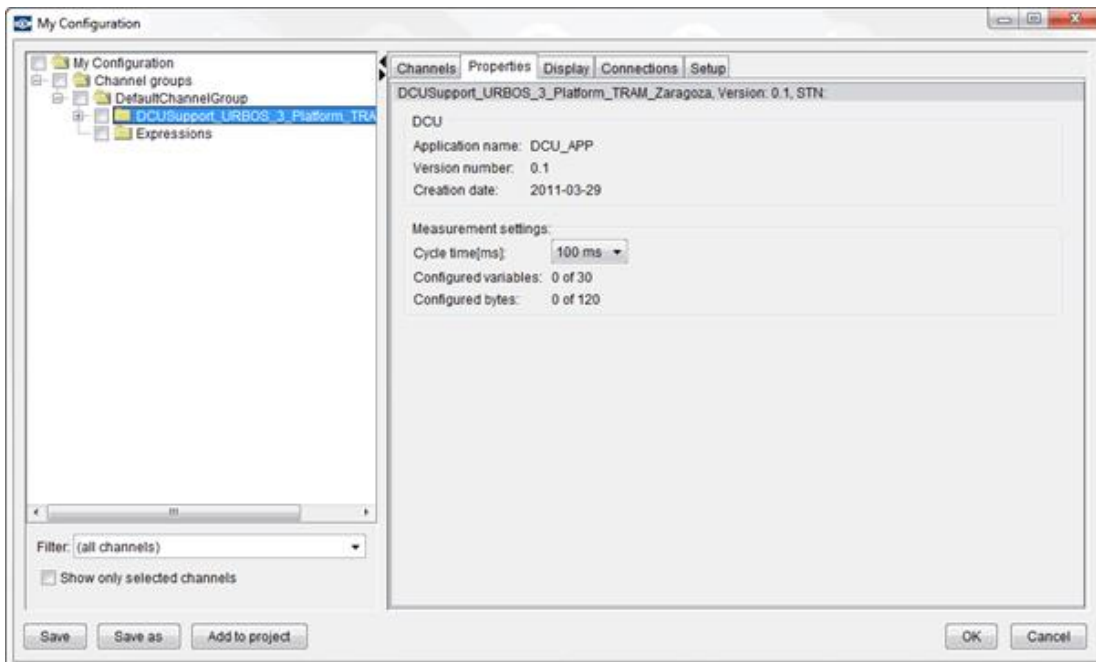 My Configuration
My Configuration
Channel groups
DefaultChannelGroup
DCUSupport_URBOS_3_Platform_TRA
Expressions
Filter: (all channels)
Show only selected channels
Channels Properties Display Connections Setup
DCUSupport_URBOS_3_Platform_TRAM_Zaragoza, Version: 0.1, STN:
DCU
Application name: DCU_APP
Version number: 0.1
Creation date: 2011-03-29
Measurement settings:
Cycle time[ms]: 100 ms
Configured variables: 0 of 30
Configured bytes: 0 of 120
Save Save as Add to project OK Cancel